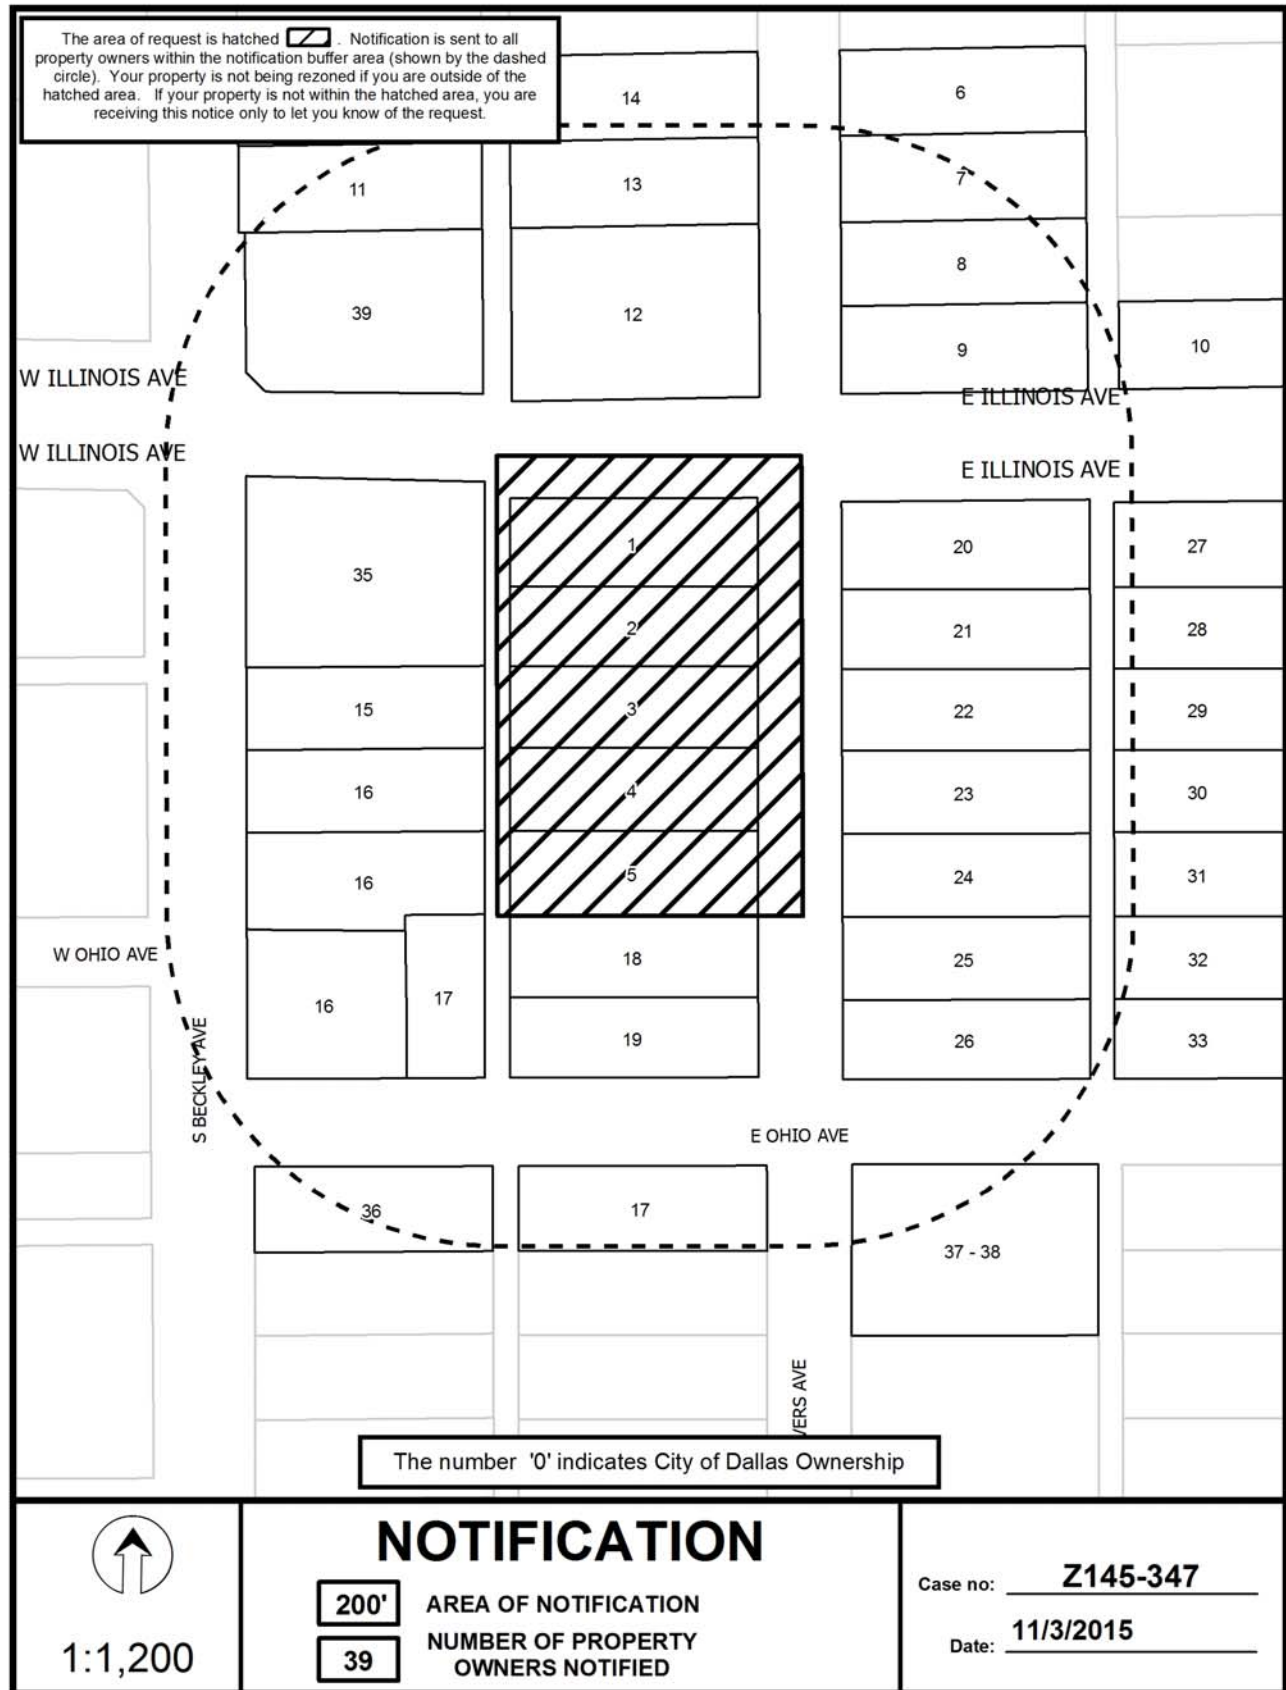 The area of request is hatched . Notification is sent to all
property owners within the notification buffer area (shown by the dashed
circle). Your property is not being rezoned if you are outside of the
hatched area. If your property is not within the hatched area, you are
receiving this notice only to let you know of the request.
14
6
11
13
7
39
12
8
9
10
W ILLINOIS AVE
E ILLINOIS AVE
W ILLINOIS AVE
E ILLINOIS AVE
35
1
20
27
2
21
28
15
3
22
29
16
4
23
30
16
5
24
31
W OHIO AVE
18
25
32
16
17
19
26
33
S BECKLEY AVE
E OHIO AVE
36
17
37 - 38
VERS AVE
The number '0' indicates City of Dallas Ownership
1:1,200
NOTIFICATION
200' AREA OF NOTIFICATION
39 NUMBER OF PROPERTY
OWNERS NOTIFIED
Case no: Z145-347
Date: 11/3/2015